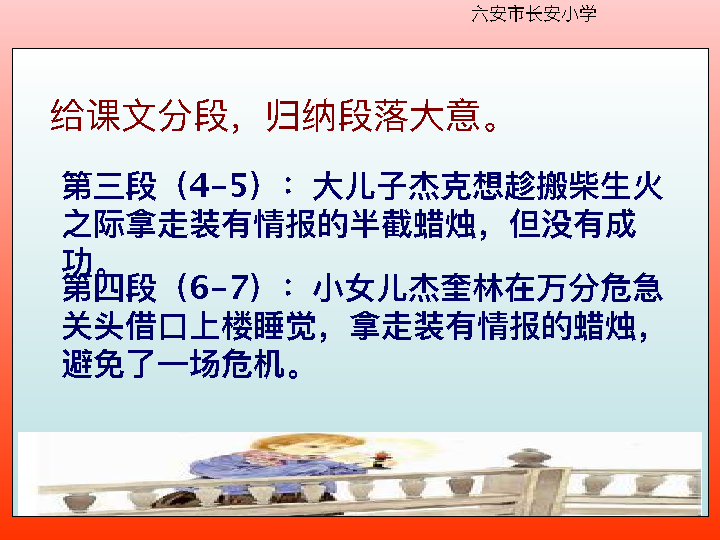 六安市长安小学
给课文分段，归纳段落大意。
第三段（4–5）：大儿子杰克想趁搬柴生火
之际拿走装有情报的半截蜡烛，但没有成
功。
第四段（6–7）：小女儿杰奎林在万分危急
关头借口上楼睡觉，拿走装有情报的蜡烛，
避免了一场危机。